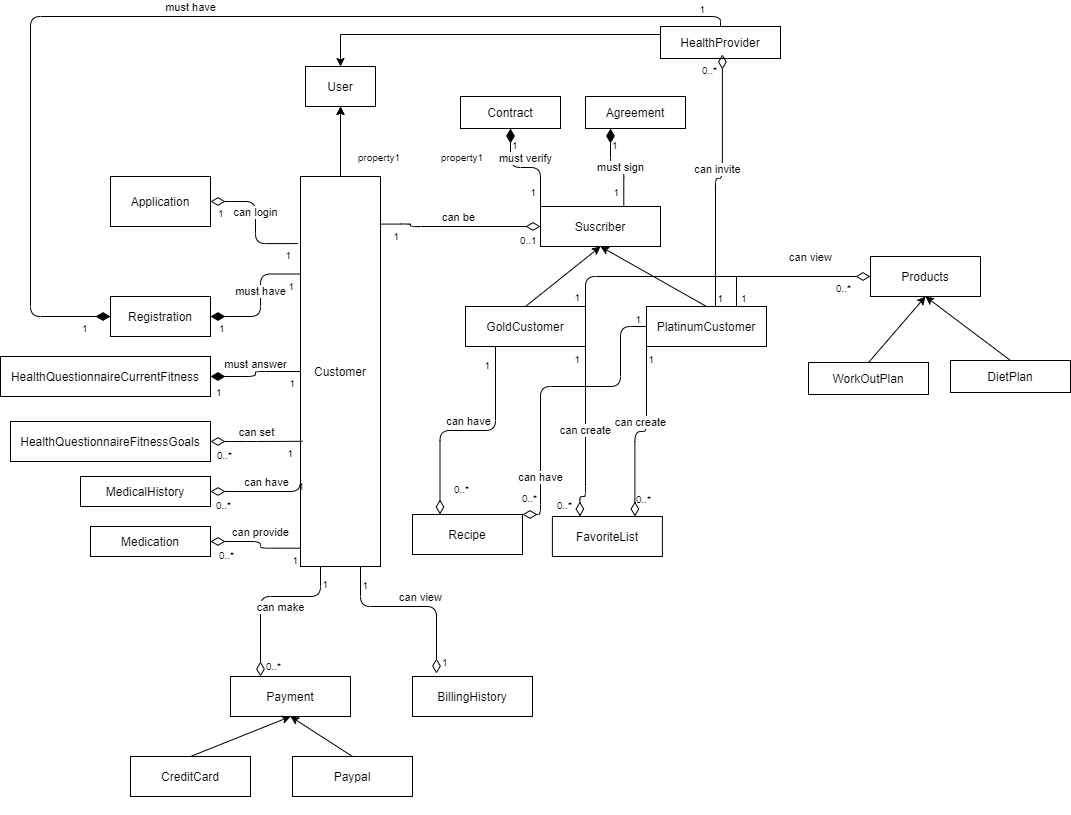 must have
1
HealthProvider
0..*
User
Contract
Agreement
1
1
property1
property1
must verify
must sign
can invite
Application
1
can login
1
1
1
can be
Suscriber
1
0..1
can view
Products
0..*
must have
1
Registration
1
1
1
1
1
GoldCustomer
1
PlatinumCustomer
must answer
HealthQuestionnaireCurrentFitness
Customer
1
1
1
1
1
WorkOutPlan
DietPlan
can have
can create
can create
HealthQuestionnaireFitnessGoals
can set
0..*
1
MedicalHistory
can have
0..*
can have
0..*
0..*
0..*
0..*
Medication
can provide
0..*
1
Recipe
FavoriteList
1
1
can make
can view
0..*
1
Payment
BillingHistory
CreditCard
Paypal